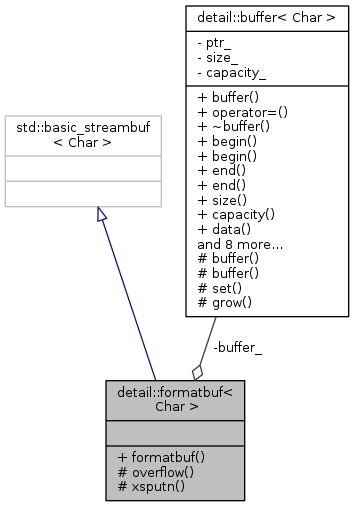 detail::buffer< Char >
- ptr_
- size_
- capacity_
+ buffer()
+ operator=()
+ ~buffer()
+ begin()
+ begin()
+ end()
+ end()
+ size()
+ capacity()
+ data()
and 8 more...
# buffer()
# buffer()
# set()
# grow()
std::basic_streambuf
< Char >
-buffer_
detail::formatbuf<
Char >
+ formatbuf()
# overflow()
# xsputn()